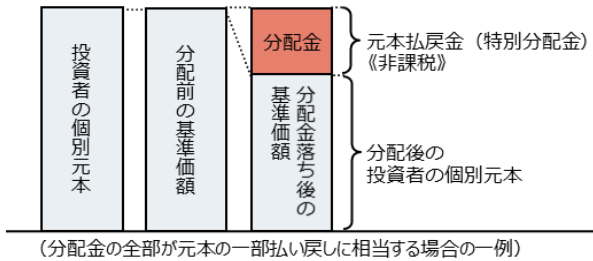 投資者の個別元本
分配前の基準価額
分配金
分配金落ち後の
基準価額
元本払戻金（特別分配金）
《非課税》
分配後の
投資者の個別元本
（分配金の全部が元本の一部払い戻しに相当する場合の一例）